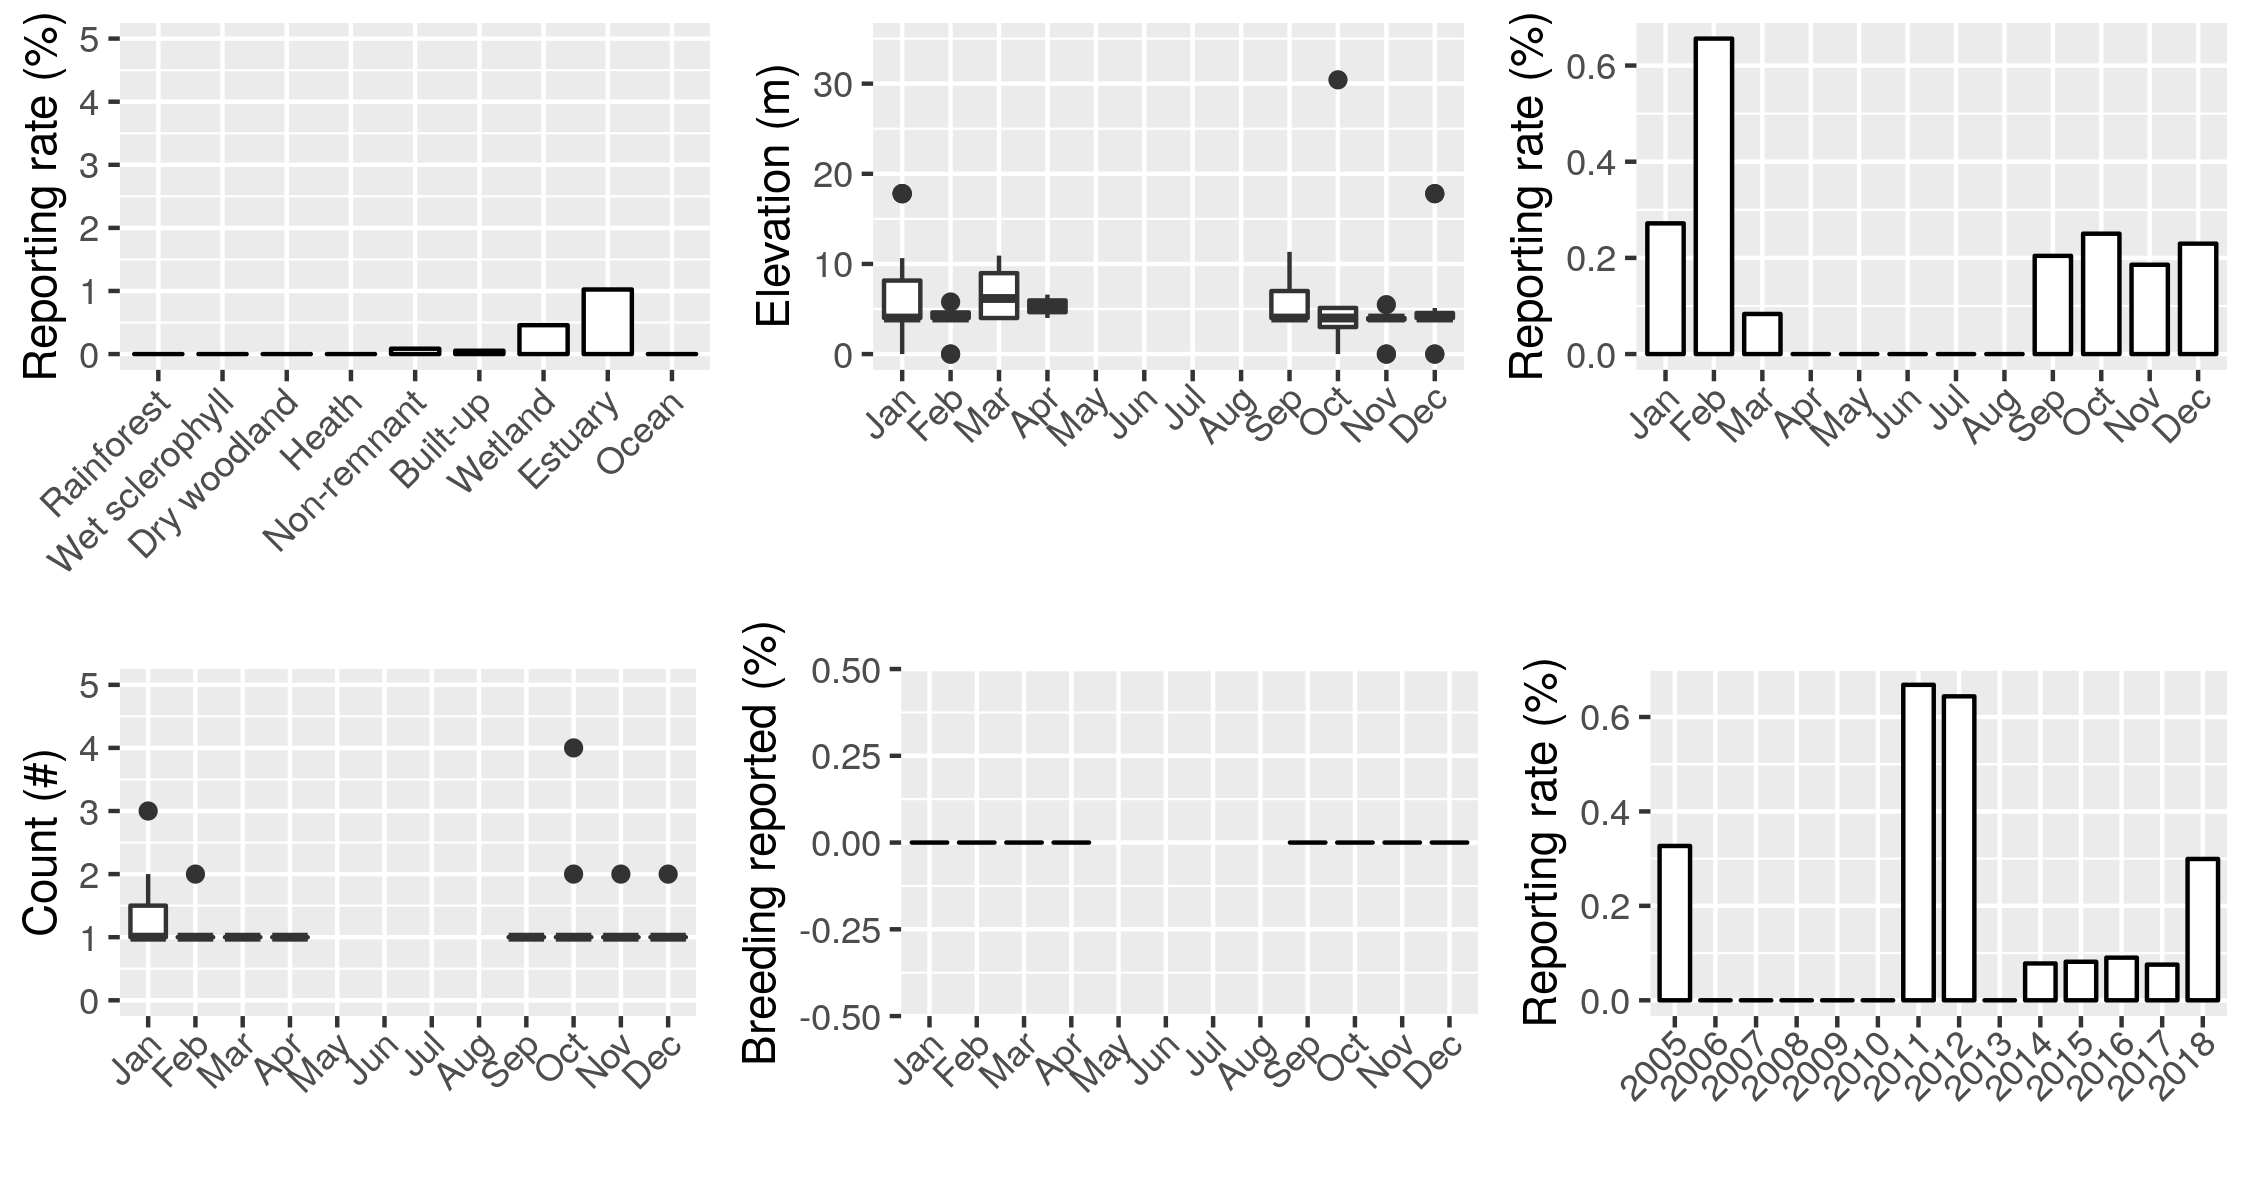 Reporting rate (%)
5
4
3
2
1
0
Rainforest
Wet sclerophyll
Dry woodland
Heath
Non-remnant
Built-up
Wetland
Estuary
Ocean
Elevation (m)
30
20
10
0
Jan
Feb
Mar
Apr
May
Jun
Jul
Aug
Sep
Oct
Nov
Dec
Reporting rate (%)
0.6
0.4
0.2
0.0
Jan
Feb
Mar
Apr
May
Jun
Jul
Aug
Sep
Oct
Nov
Dec
Count (#)
5
4
3
2
1
0
Jan
Feb
Mar
Apr
May
Jun
Jul
Aug
Sep
Oct
Nov
Dec
Breeding reported (%)
0.50
0.25
0.00
-0.25
-0.50
Jan
Feb
Mar
Apr
May
Jun
Jul
Aug
Sep
Oct
Nov
Dec
Reporting rate (%)
0.6
0.4
0.2
0.0
2005
2006
2007
2008
2009
2010
2011
2012
2013
2014
2015
2016
2017
2018